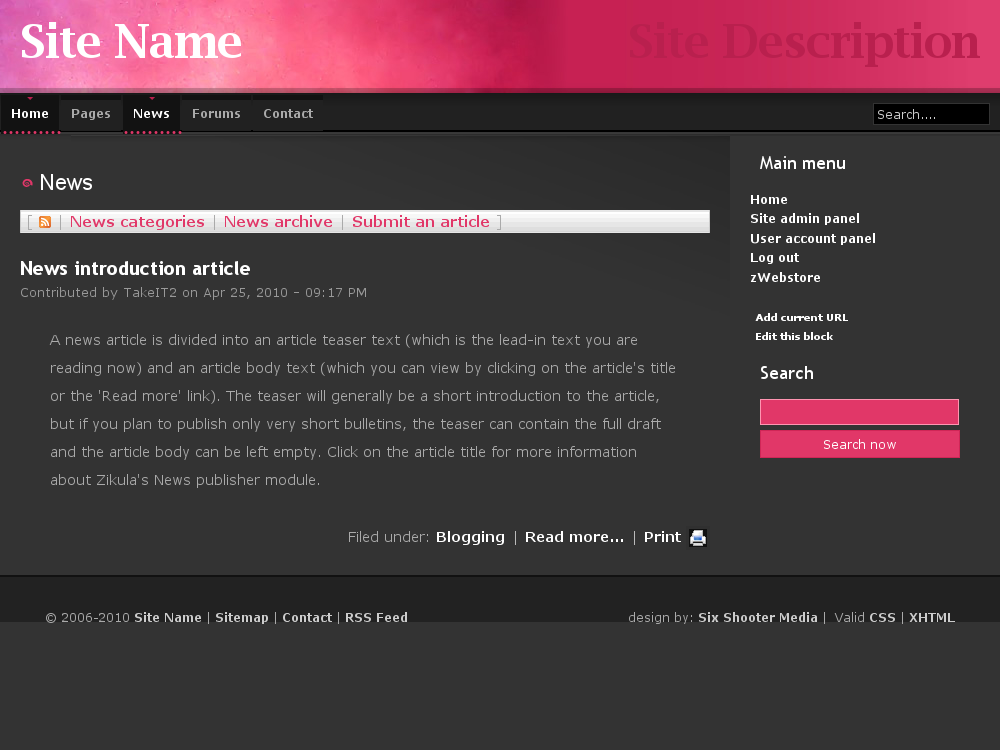 Site Name
Site Description
Home Pages News Forums Contact
Search....
News
[ | News categories | News archive | Submit an article ]
News introduction article
Contributed by TakeIT2 on Apr 25, 2010 - 09:17 PM
A news article is divided into an article teaser text (which is the lead-in text you are
reading now) and an article body text (which you can view by clicking on the article's title
or the 'Read more' link). The teaser will generally be a short introduction to the article,
but if you plan to publish only very short bulletins, the teaser can contain the full draft
and the article body can be left empty. Click on the article title for more information
about Zikula's News publisher module.
Filed under: Blogging | Read more... | Print
Main menu
Home
Site admin panel
User account panel
Log out
zWebstore
Add current URL
Edit this block
Search
Search now
© 2006-2010 Site Name | Sitemap | Contact | RSS Feed
design by: Six Shooter Media | Valid CSS | XHTML